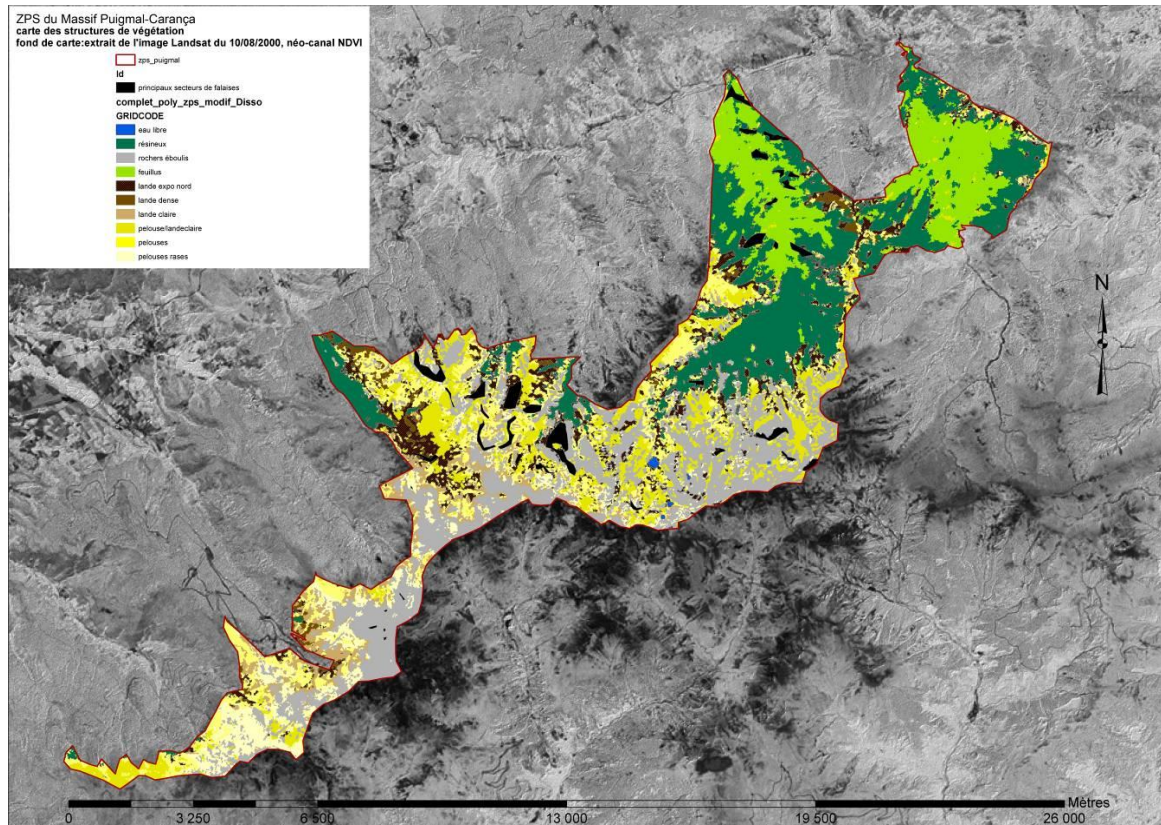 ZPS du Massif Puigmal-Carança
carte des structures de végétation
fond de carte:extrait de l'image Landsat du 10/08/2000, néo-canal NDVI
zps_puigmal
Id
principaux secteurs de falaises
complet_poly_zps_modif_Disso
GRIDCODE
eau libre
résineux
rochers éboulis
feuillus
lande expo nord
lande dense
lande claire
pelouse/landeclaire
pelouses
pelouses rases
N
Mètres
0 3 250 6 500 13 000 19 500 26 000